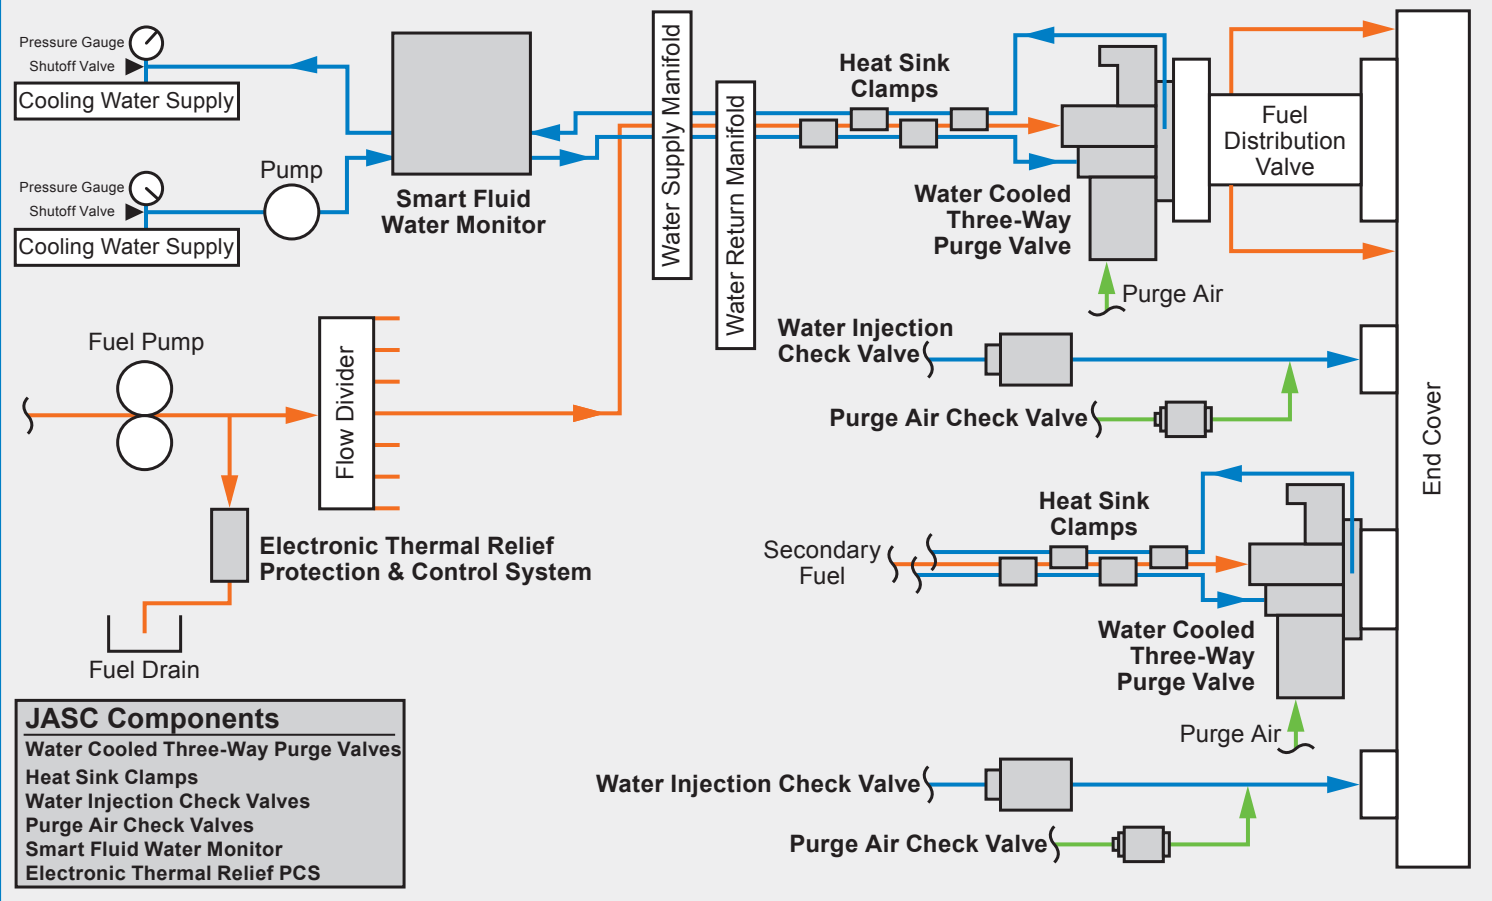 Pressure Gauge
Shutoff Valve
Cooling Water Supply
Pressure Gauge
Shutoff Valve
Cooling Water Supply
Pump
Smart Fluid
Water Monitor
Water Supply Manifold
Water Return Manifold
Heat Sink
Clamps
Water Cooled
Three-Way
Purge Valve
Fuel
Distribution
Valve
Purge Air
End Cover
Water Injection
Check Valve
Purge Air Check Valve
Fuel Pump
Flow Divider
Electronic Thermal Relief
Protection & Control System
Fuel Drain
Heat Sink
Clamps
Secondary
Fuel
Water Cooled
Three-Way
Purge Valve
Purge Air
Water Injection Check Valve
Purge Air Check Valve
JASC Components
Water Cooled Three-Way Purge Valves
Heat Sink Clamps
Water Injection Check Valves
Purge Air Check Valves
Smart Fluid Water Monitor
Electronic Thermal Relief PCS